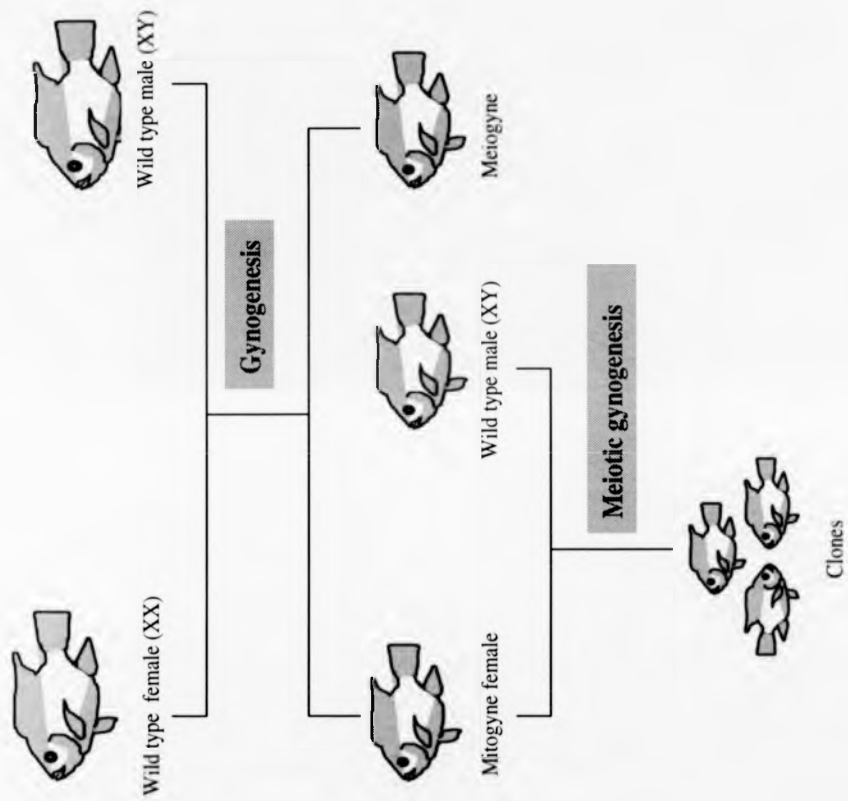 Wild type female (XX)
Wild type male (XY)
Gynogenesis
Mitogyne female
Wild type male (XY)
Meiogyne
Meiotic gynogenesis
Clones